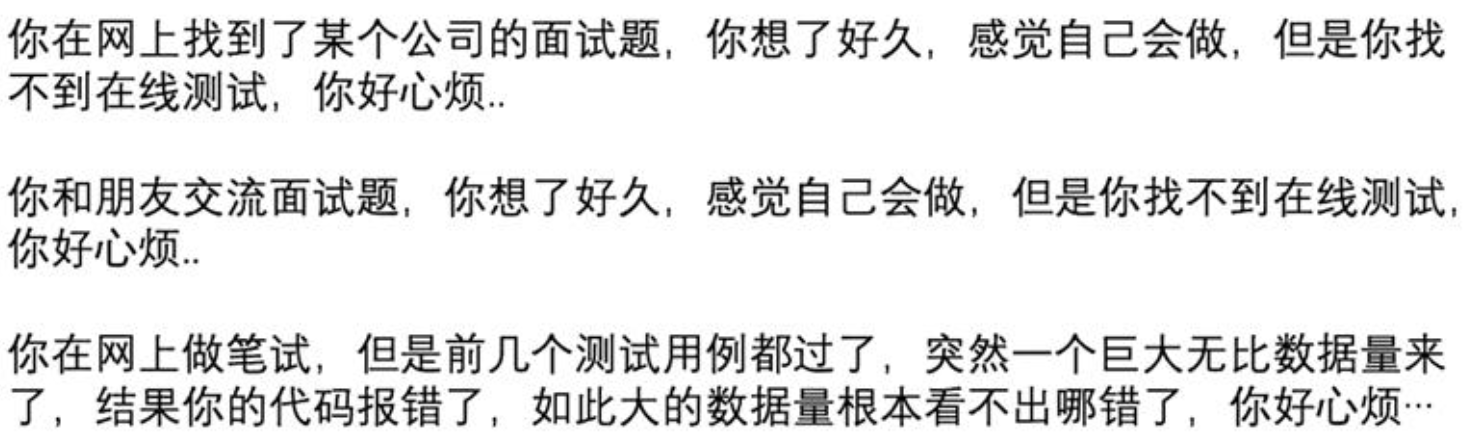 你在网上找到了某个公司的面试题，你想了好久，感觉自己会做，但是你找
不到在线测试，你好心烦..
你和朋友交流面试题，你想了好久，感觉自己会做，但是你找不到在线测试，
你好心烦..
你在网上做笔试，但是前几个测试用例都过了，突然一个巨大无比数据量来
了，结果你的代码报错了，如此大的数据量根本看不出哪错了，你好心烦…